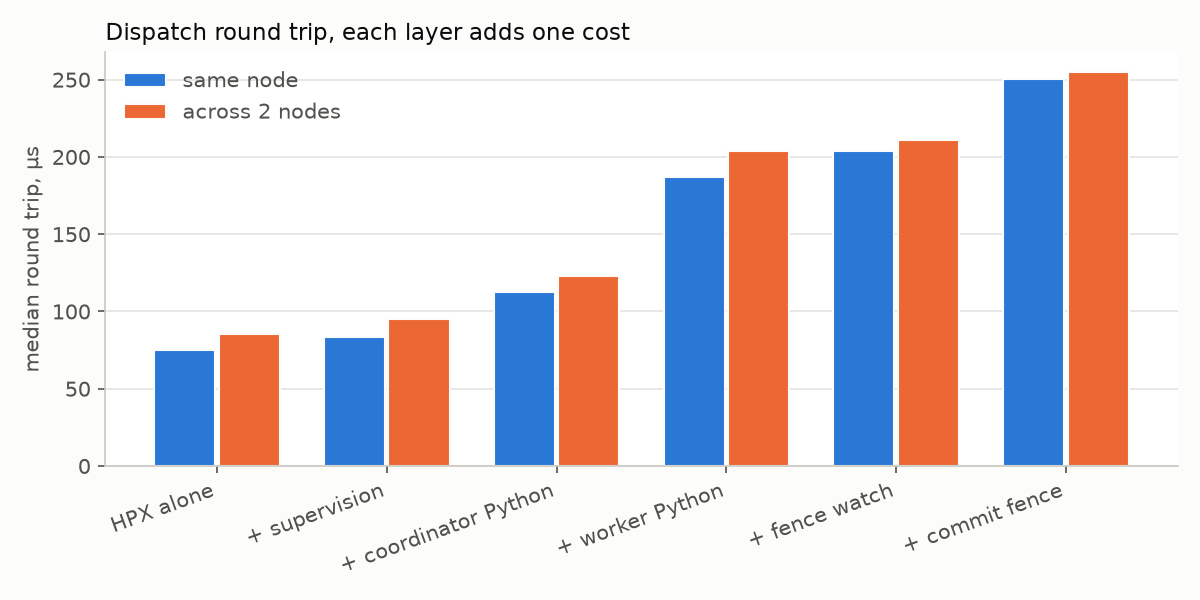 Dispatch round trip, each layer adds one cost
same node
across 2 nodes
median round trip, µs
250
200
150
100
50
0
HPX alone
+ supervision
+ coordinator Python
+ worker Python
+ fence watch
+ commit fence